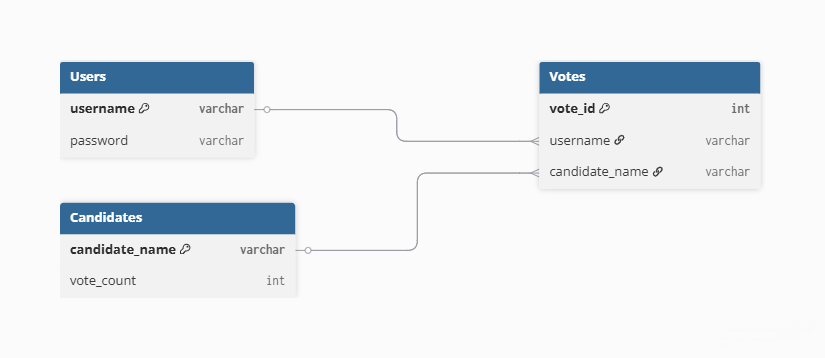 Users
username varchar
password varchar
Votes
vote_id int
username varchar
candidate_name varchar
Candidates
candidate_name varchar
vote_count int